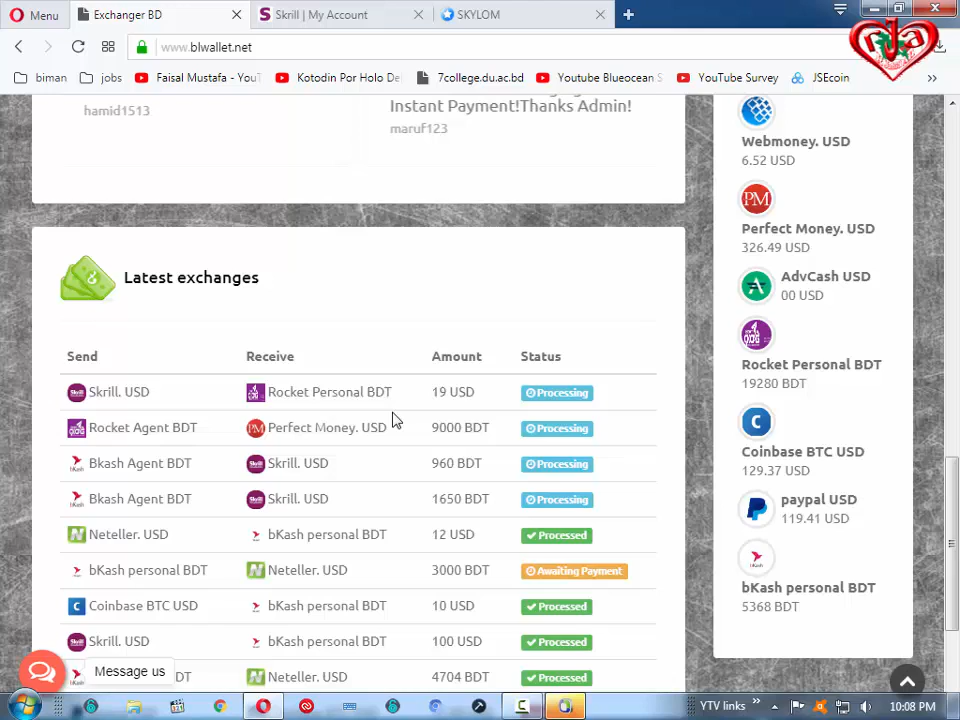 Menu
Exchanger BD
Skrill | My Account
SKYLOM
www.blwallet.net
biman
jobs
Faisal Mustafa - You
Kotodin Por Holo De
7college.du.ac.bd
Youtube Blueocean S
YouTube Survey
JSEcoin
hamid1513
Instant Payment!Thanks Admin!
maruf123
Latest exchanges
Send Receive Amount Status
Skrill. USD Rocket Personal BDT 19 USD Processing
Rocket Agent BDT Perfect Money. USD 9000 BDT Processing
Bkash Agent BDT Skrill. USD 960 BDT Processing
Bkash Agent BDT Skrill. USD 1650 BDT Processing
Neteller. USD bKash personal BDT 12 USD Processed
bKash personal BDT Neteller. USD 3000 BDT Awaiting Payment
Coinbase BTC USD bKash personal BDT 10 USD Processed
Skrill. USD bKash personal BDT 100 USD Processed
DT Neteller. USD 4704 BDT Processed
Message us
Webmoney. USD
6.52 USD
PM
Perfect Money. USD
326.49 USD
AdvCash USD
00 USD
Rocket Personal BDT
19280 BDT
Coinbase BTC USD
129.37 USD
paypal USD
119.41 USD
bKash personal BDT
5368 BDT
YTV links
10:08 PM